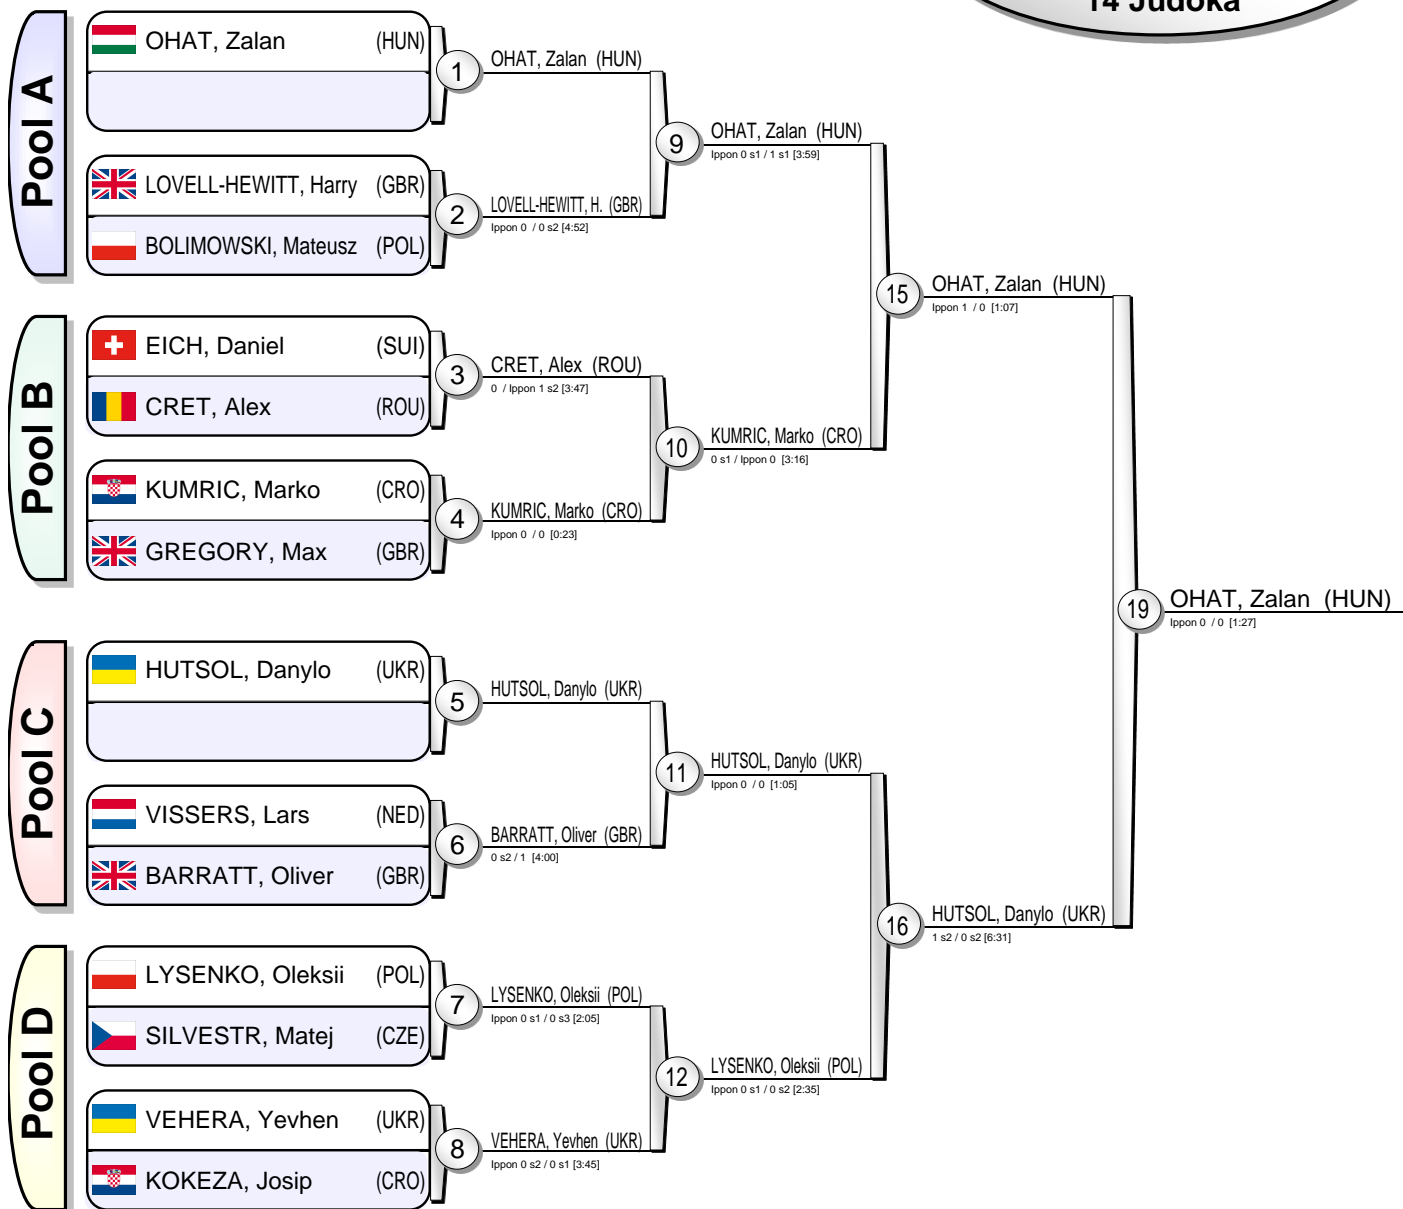 14 Judoka
Pool A
OHAT, Zalan (HUN)
1
OHAT, Zalan (HUN)
LOVELL-HEWITT, Harry (GBR)
BOLIMOWSKI, Mateusz (POL)
2
LOVELL-HEWITT, H. (GBR)
Ippon 0 / 0 s2 [4:52]
9
OHAT, Zalan (HUN)
Ippon 0 s1 / 1 s1 [3:59]
Pool B
EICH, Daniel (SUI)
CRET, Alex (ROU)
3
CRET, Alex (ROU)
0 / Ippon 1 s2 [3:47]
KUMRIC, Marko (CRO)
GREGORY, Max (GBR)
4
KUMRIC, Marko (CRO)
Ippon 0 / 0 [0:23]
10
KUMRIC, Marko (CRO)
0 s1 / Ippon 0 [3:16]
15
OHAT, Zalan (HUN)
Ippon 1 / 0 [1:07]
Pool C
HUTSOL, Danylo (UKR)
5
HUTSOL, Danylo (UKR)
VISSERS, Lars (NED)
BARRATT, Oliver (GBR)
6
BARRATT, Oliver (GBR)
0 s2 / 1 [4:00]
11
HUTSOL, Danylo (UKR)
Ippon 0 / 0 [1:05]
Pool D
LYSENKO, Oleksii (POL)
SILVESTR, Matej (CZE)
7
LYSENKO, Oleksii (POL)
Ippon 0 s1 / 0 s3 [2:05]
VEHERA, Yevhen (UKR)
KOKEZA, Josip (CRO)
8
VEHERA, Yevhen (UKR)
Ippon 0 s2 / 0 s1 [3:45]
12
LYSENKO, Oleksii (POL)
Ippon 0 s1 / 0 s2 [2:35]
16
HUTSOL, Danylo (UKR)
1 s2 / 0 s2 [6:31]
19
OHAT, Zalan (HUN)
Ippon 0 / 0 [1:27]